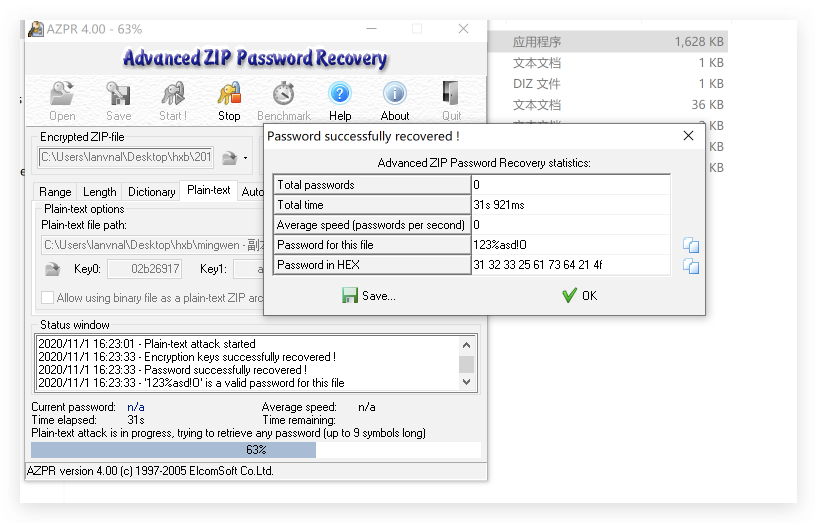 AZPR 4.00 - 63%
Advanced ZIP Password Recovery
Open Save Start! Stop Benchmark Help About Quit
Encrypted ZIP-file
C:\Users\lanvnal\Desktop\hxb\201
Range Length Dictionary Plain-text Auto
Plain-text options
Plain-text file path:
C:\Users\lanvnal\Desktop\hxb\mingwen - 副
Key0: 02b26917 Key1: a
Allow using binary file as a plain-text ZIP arc
Status window
2020/11/1 16:23:01 - Plain-text attack started
2020/11/1 16:23:33 - Encryption keys successfully recovered !
2020/11/1 16:23:33 - Password successfully recovered !
2020/11/1 16:23:33 - '123%asd!O' is a valid password for this file
Current password: n/a Average speed: n/a
Time elapsed: 31s Time remaining:
Plain-text attack is in progress, trying to retrieve any password (up to 9 symbols long)
63%
AZPR version 4.00 (c) 1997-2005 ElcomSoft Co.Ltd.
Password successfully recovered !
Advanced ZIP Password Recovery statistics:
Total passwords 0
Total time 31s 921ms
Average speed (passwords per second) 0
Password for this file 123%asd!O
Password in HEX 31 32 33 25 61 73 64 21 4f
Save... OK
应用程序 1,628 KB
文本文档 1 KB
DIZ 文件 1 KB
文本文档 36 KB
KB
KB
KB